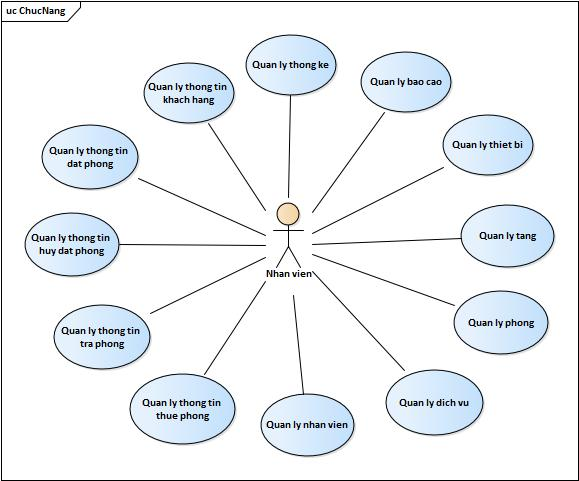 uc ChucNang
Quan ly thong ke
Quan ly bao cao
Quan ly thong tin
khach hang
Quan ly thiet bi
Quan ly thong tin
dat phong
Quan ly tang
Quan ly thong tin
huy dat phong
Nhan vien
Quan ly phong
Quan ly thong tin
tra phong
Quan ly dich vu
Quan ly thong tin
thue phong
Quan ly nhan vien